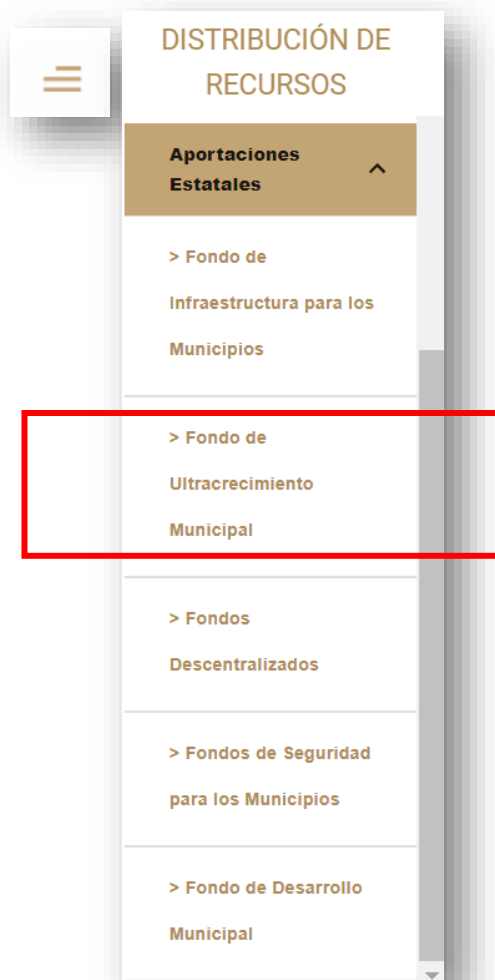 DISTRIBUCIÓN DE
RECURSOS
Aportaciones
Estatales
> Fondo de
Infraestructura para los
Municipios
> Fondo de
Ultracrecimiento
Municipal
> Fondos
Descentralizados
> Fondos de Seguridad
para los Municipios
> Fondo de Desarrollo
Municipal